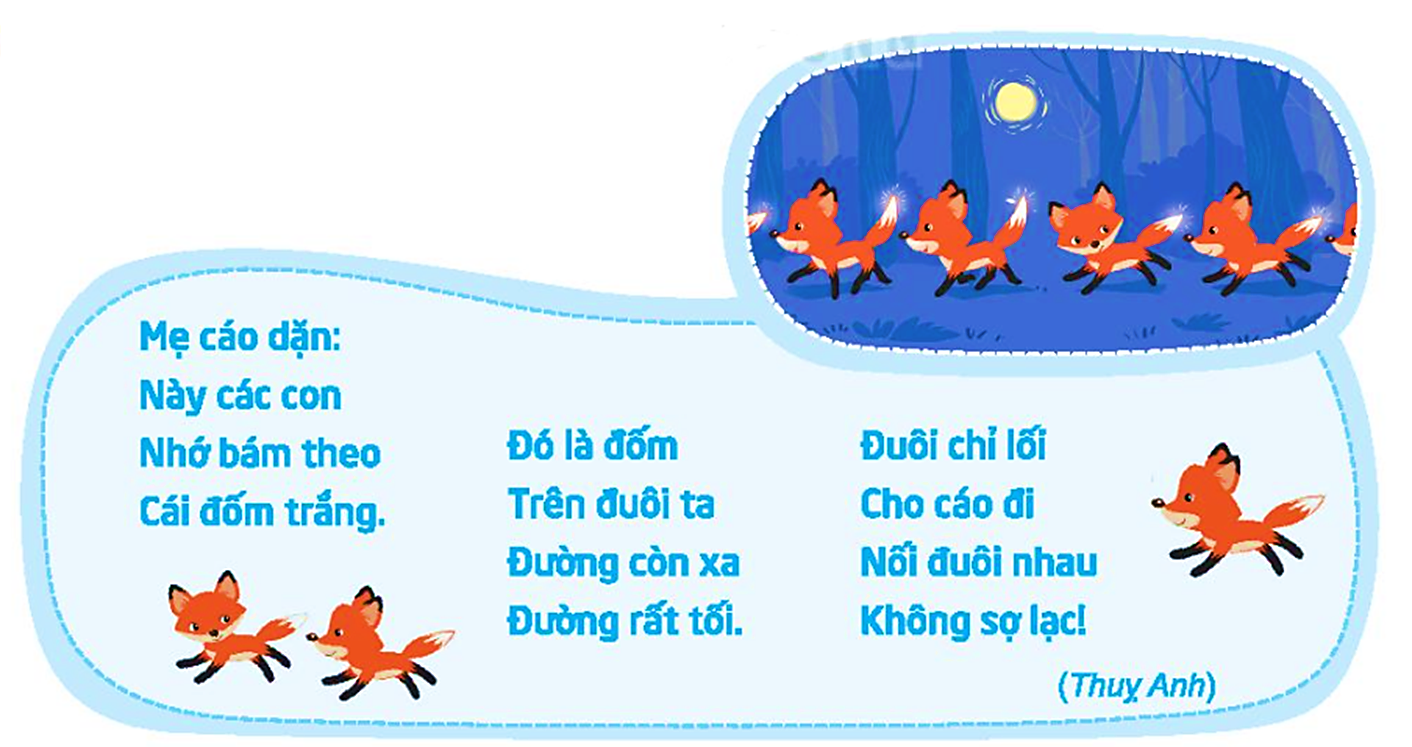 Mẹ cáo dặn:
Này các con
Nhớ bám theo
Cái đốm trắng.
Đó là đốm
Trên đuôi ta
Đường còn xa
Đường rất tối.
Đuôi chỉ lối
Cho cáo đi
Nối đuôi nhau
Không sợ lạc!
(Thuỵ Anh)